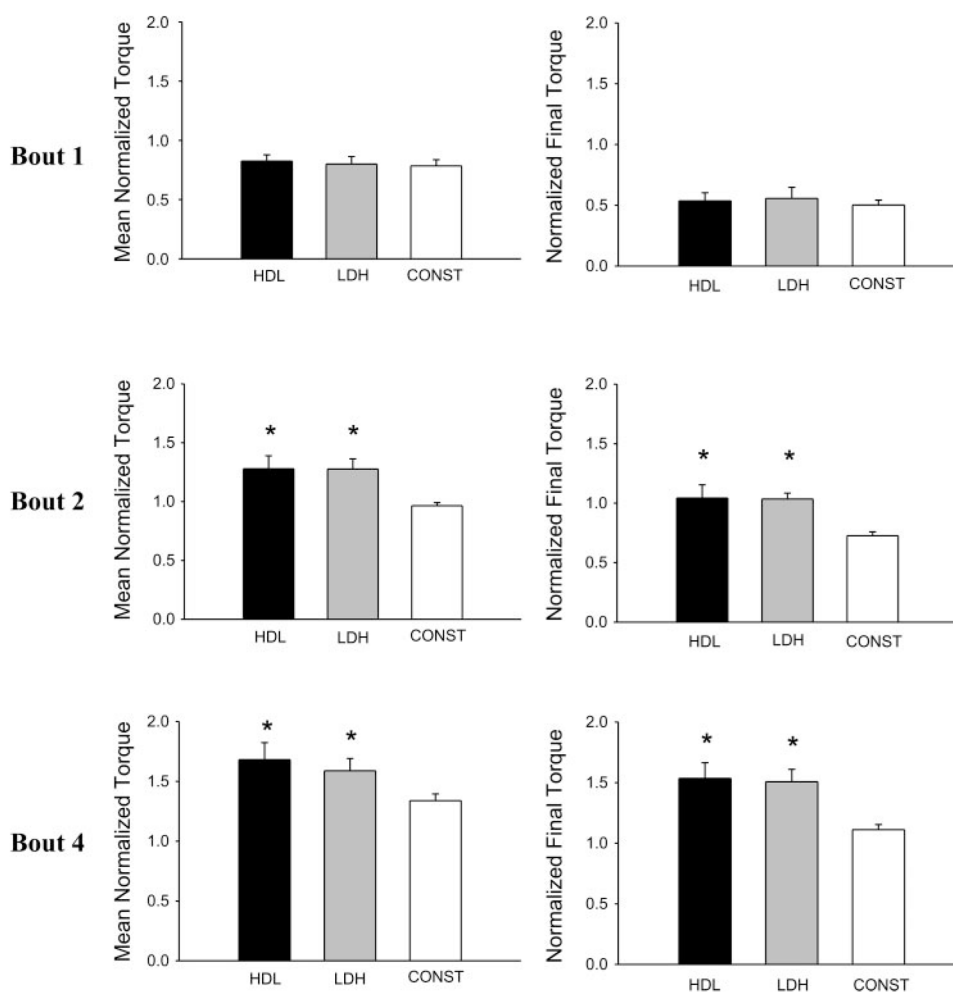 Bout 1
Mean Normalized Torque
2.0
1.5
1.0
0.5
0.0
HDL
LDH
CONST
Normalized Final Torque
2.0
1.5
1.0
0.5
0.0
HDL
LDH
CONST
Bout 2
Mean Normalized Torque
2.0
1.5
1.0
0.5
0.0
*
*
HDL
LDH
CONST
Normalized Final Torque
2.0
1.5
1.0
0.5
0.0
*
*
HDL
LDH
CONST
Bout 4
Mean Normalized Torque
2.0
1.5
1.0
0.5
0.0
*
*
HDL
LDH
CONST
Normalized Final Torque
2.0
1.5
1.0
0.5
0.0
*
*
HDL
LDH
CONST